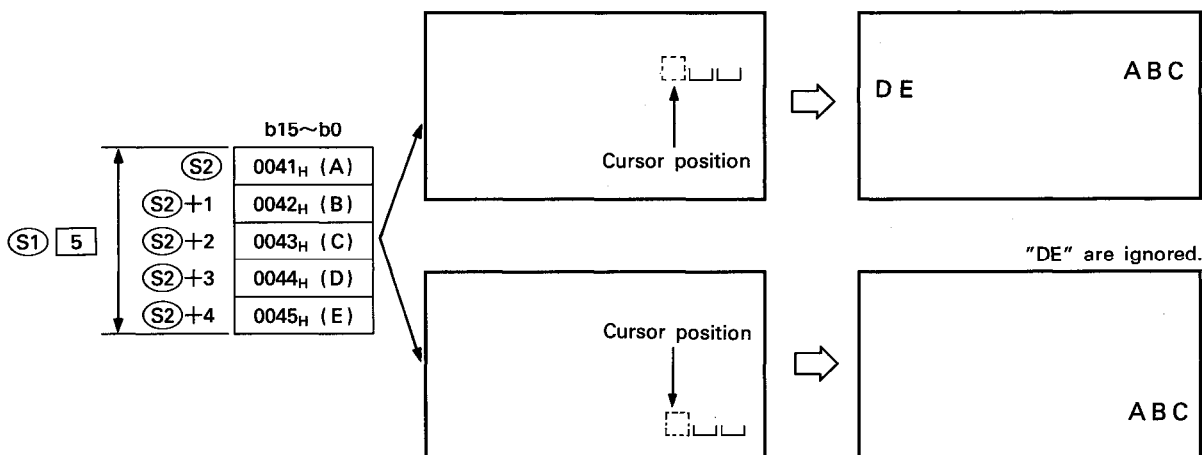 b15~b0
S1 5
S2 0041H (A)
S2+1 0042H (B)
S2+2 0043H (C)
S2+3 0044H (D)
S2+4 0045H (E)
Cursor position
ABC
DE
"DE" are ignored.
Cursor position
ABC